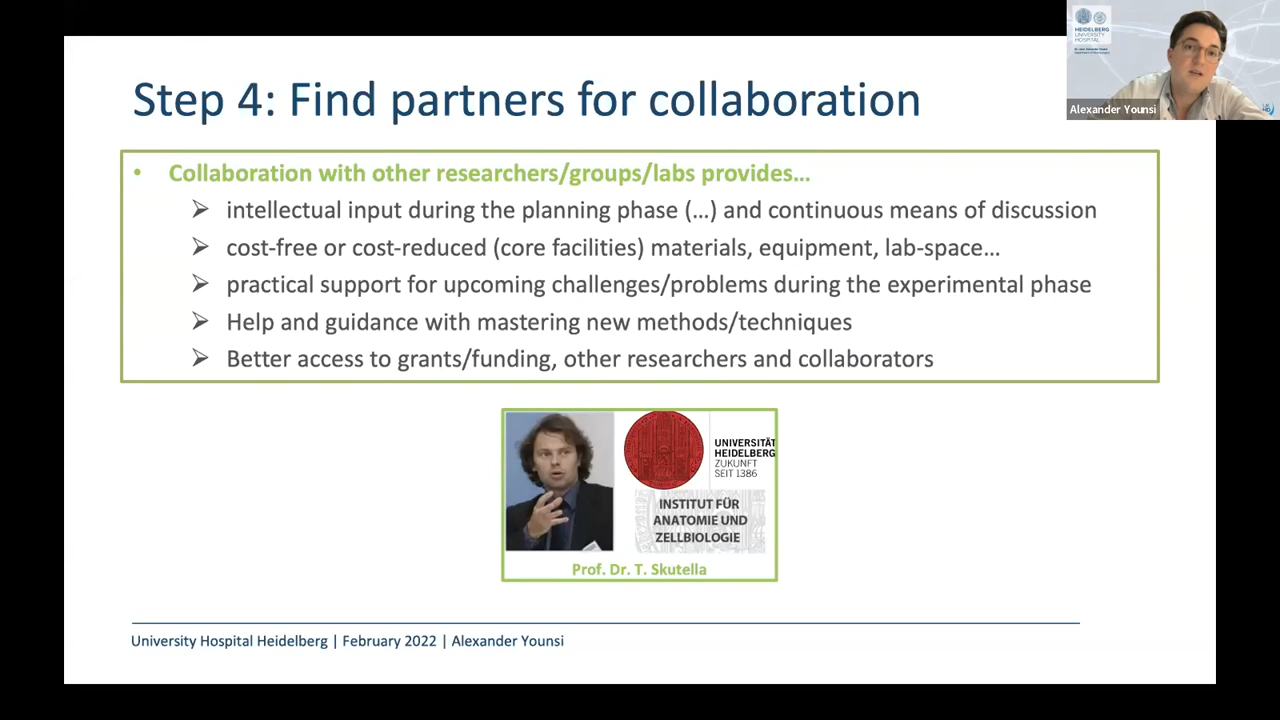 Step 4: Find partners for collaboration
• Collaboration with other researchers/groups/labs provides…
➢ intellectual input during the planning phase (…) and continuous means of discussion
➢ cost-free or cost-reduced (core facilities) materials, equipment, lab-space…
➢ practical support for upcoming challenges/problems during the experimental phase
➢ Help and guidance with mastering new methods/techniques
➢ Better access to grants/funding, other researchers and collaborators
UNIVERSITÄT
HEIDELBERG
ZUKUNFT
SEIT 1386
INSTITUT FÜR
ANATOMIE UND
ZELLBIOLOGIE
Prof. Dr. T. Skutella
University Hospital Heidelberg | February 2022 | Alexander Younsi
HEIDELBERG
UNIVERSITY
HOSPITAL
Alexander Younsi